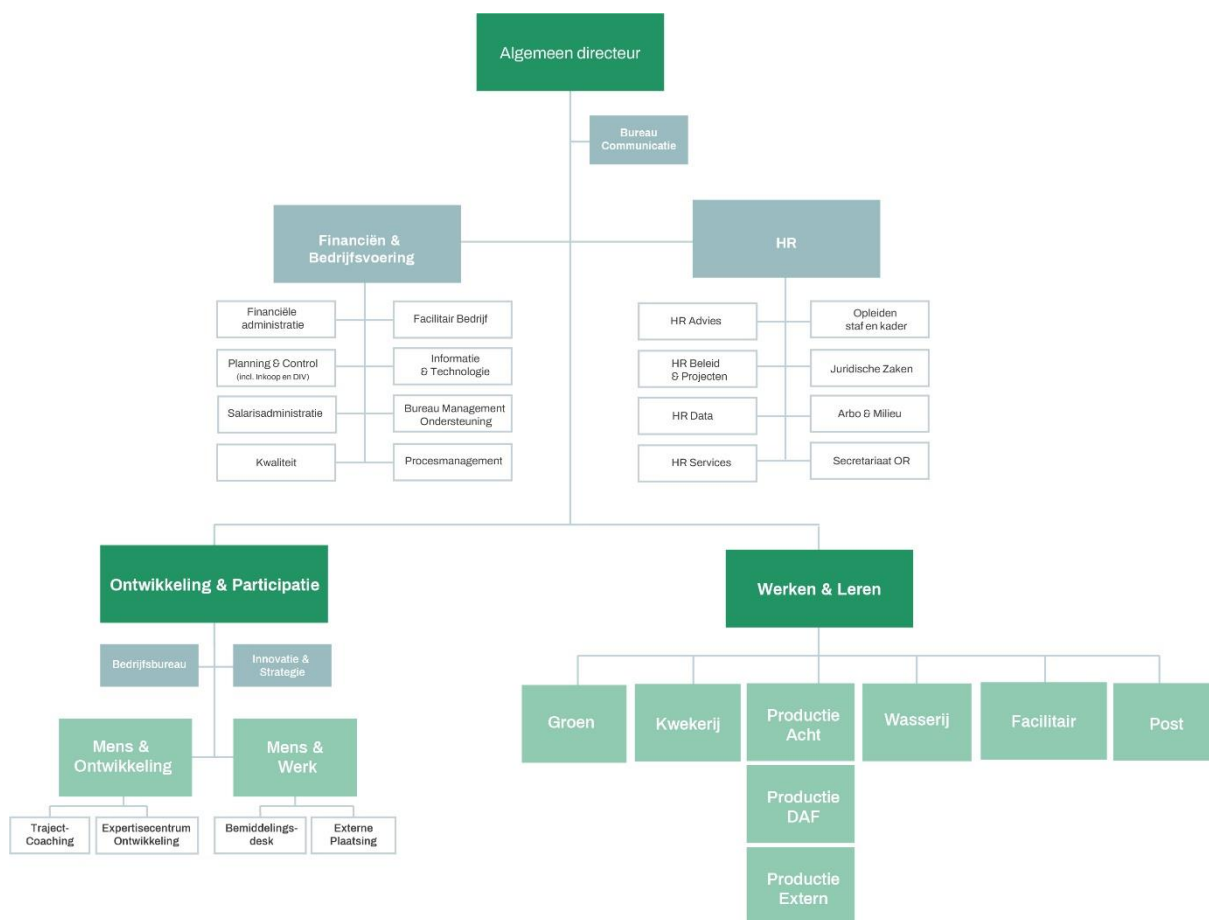 Algemeen directeur
Bureau
Communicatie
Financiën &
Bedrijfsvoering
HR
Financiële
administratie
Facilitair Bedrijf
Planning & Control
(incl. Inkoop en DIV)
Informatie
& Technologie
Salarisadministratie
Bureau Management
Ondersteuning
Kwaliteit
Procesmanagement
HR Advies
Opleiden
staf en kader
HR Beleid
& Projecten
Juridische Zaken
HR Data
Arbo & Milieu
HR Services
Secretariaat OR
Ontwikkeling & Participatie
Bedrijfsbureau
Innovatie &
Strategie
Mens &
Ontwikkeling
Mens &
Werk
Traject-
Coaching
Expertisecentrum
Ontwikkeling
Bemiddelings-
desk
Externe
Plaatsing
Werken & Leren
Groen
Kwekerij
Productie
Acht
Wasserij
Facilitair
Post
Productie
DAF
Productie
Extern